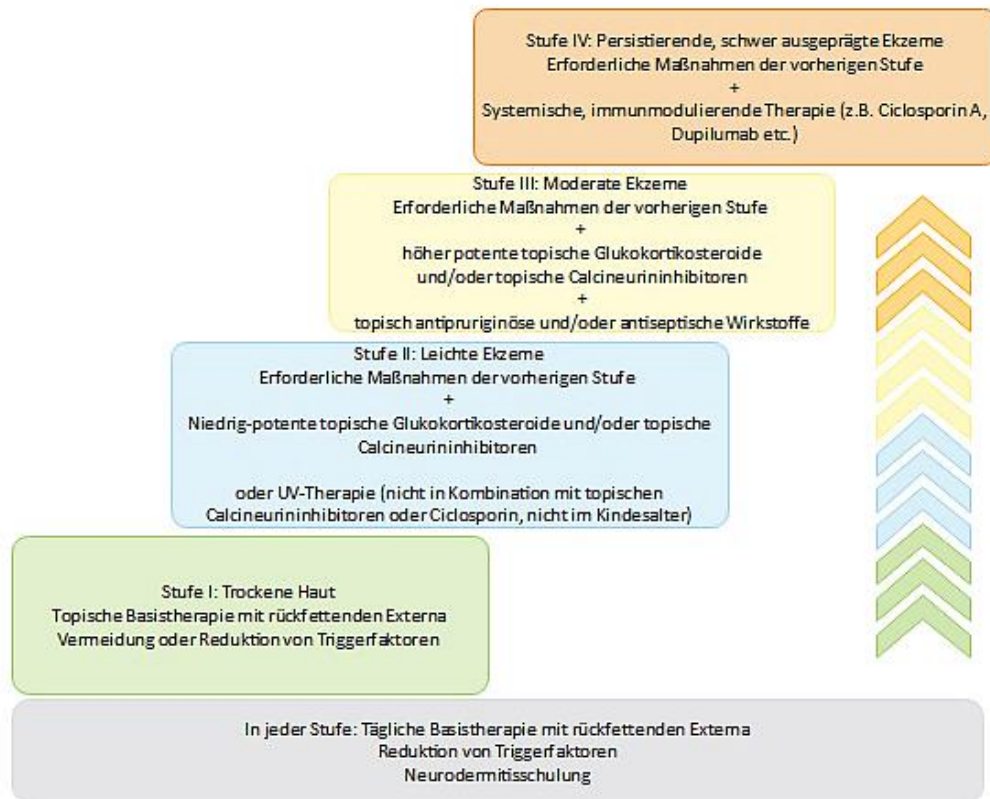 Stufe IV: Persistierende, schwer ausgeprägte Ekzeme
Erforderliche Maßnahmen der vorherigen Stufe
+
Systemische, immunmodulierende Therapie (z.B. Ciclosporin A,
Dupilumab etc.)
Stufe III: Moderate Ekzeme
Erforderliche Maßnahmen der vorherigen Stufe
+
höher potente topische Glukokortikosteroide
und/oder topische Calcineurininhibitoren
+
topisch antipruriginöse und/oder antiseptische Wirkstoffe
Stufe II: Leichte Ekzeme
Erforderliche Maßnahmen der vorherigen Stufe
+
Niedrig-potente topische Glukokortikosteroide und/oder topische
Calcineurininhibitoren
oder UV-Therapie (nicht in Kombination mit topischen
Calcineurininhibitoren oder Ciclosporin, nicht im Kindesalter)
Stufe I: Trockene Haut
Topische Basistherapie mit rückfettenden Externa
Vermeidung oder Reduktion von Triggerfaktoren
In jeder Stufe: Tägliche Basistherapie mit rückfettenden Externa
Reduktion von Triggerfaktoren
Neurodermitisschulung